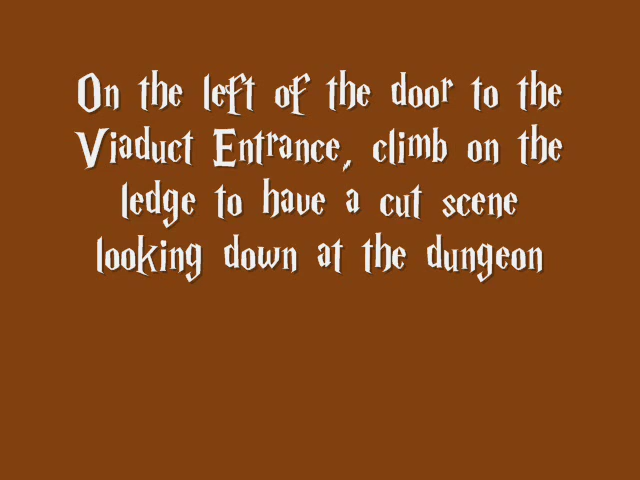 On the left of the door to the
Viaduct Entrance, climb on the
ledge to have a cut scene
looking down at the dungeon